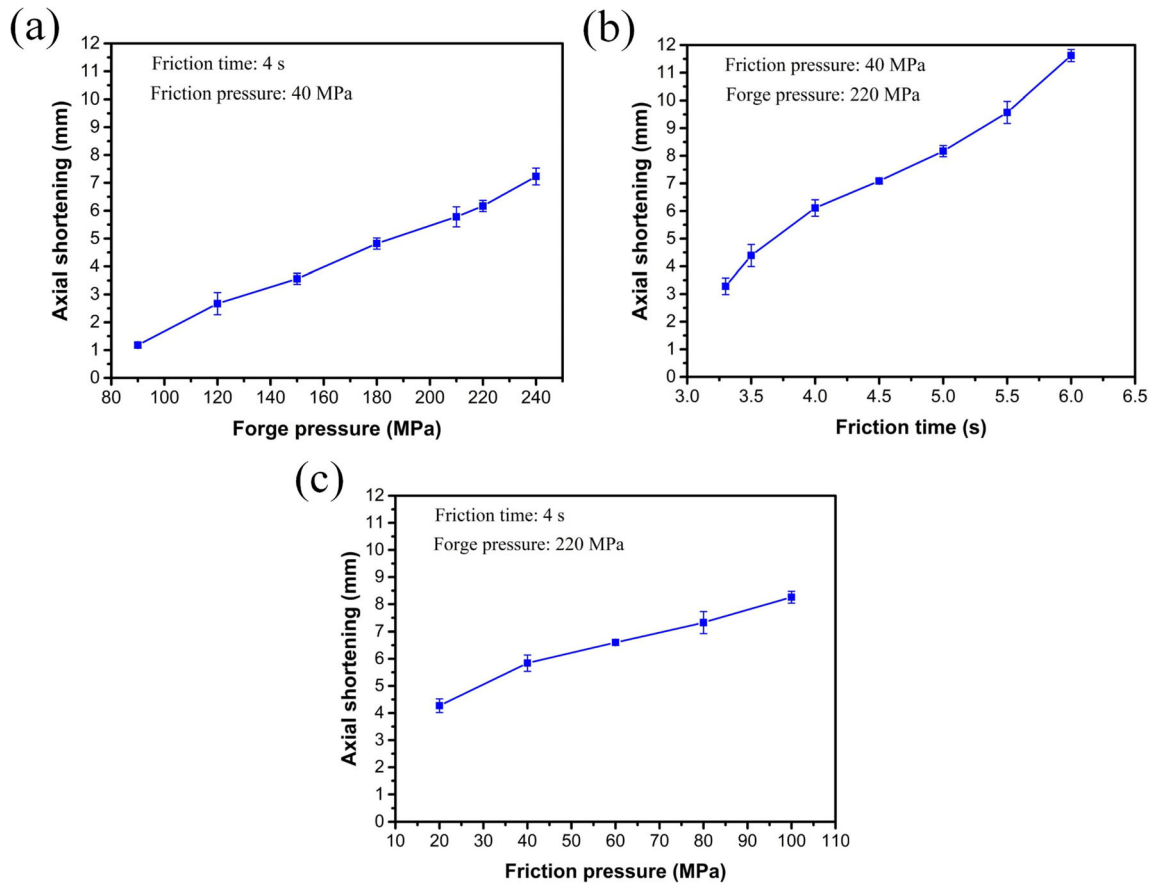 (a)
12
11
10
9
8
7
6
5
4
3
2
1
0
Axial shortening (mm)
Friction time: 4 s
Friction pressure: 40 MPa
80 100 120 140 160 180 200 220 240
Forge pressure (MPa)
(b)
12
11
10
9
8
7
6
5
4
3
2
1
0
Axial shortening (mm)
Friction pressure: 40 MPa
Forge pressure: 220 MPa
3.0 3.5 4.0 4.5 5.0 5.5 6.0 6.5
Friction time (s)
(c)
12
11
10
9
8
7
6
5
4
3
2
1
0
Axial shortening (mm)
Friction time: 4 s
Forge pressure: 220 MPa
10 20 30 40 50 60 70 80 90 100 110
Friction pressure (MPa)